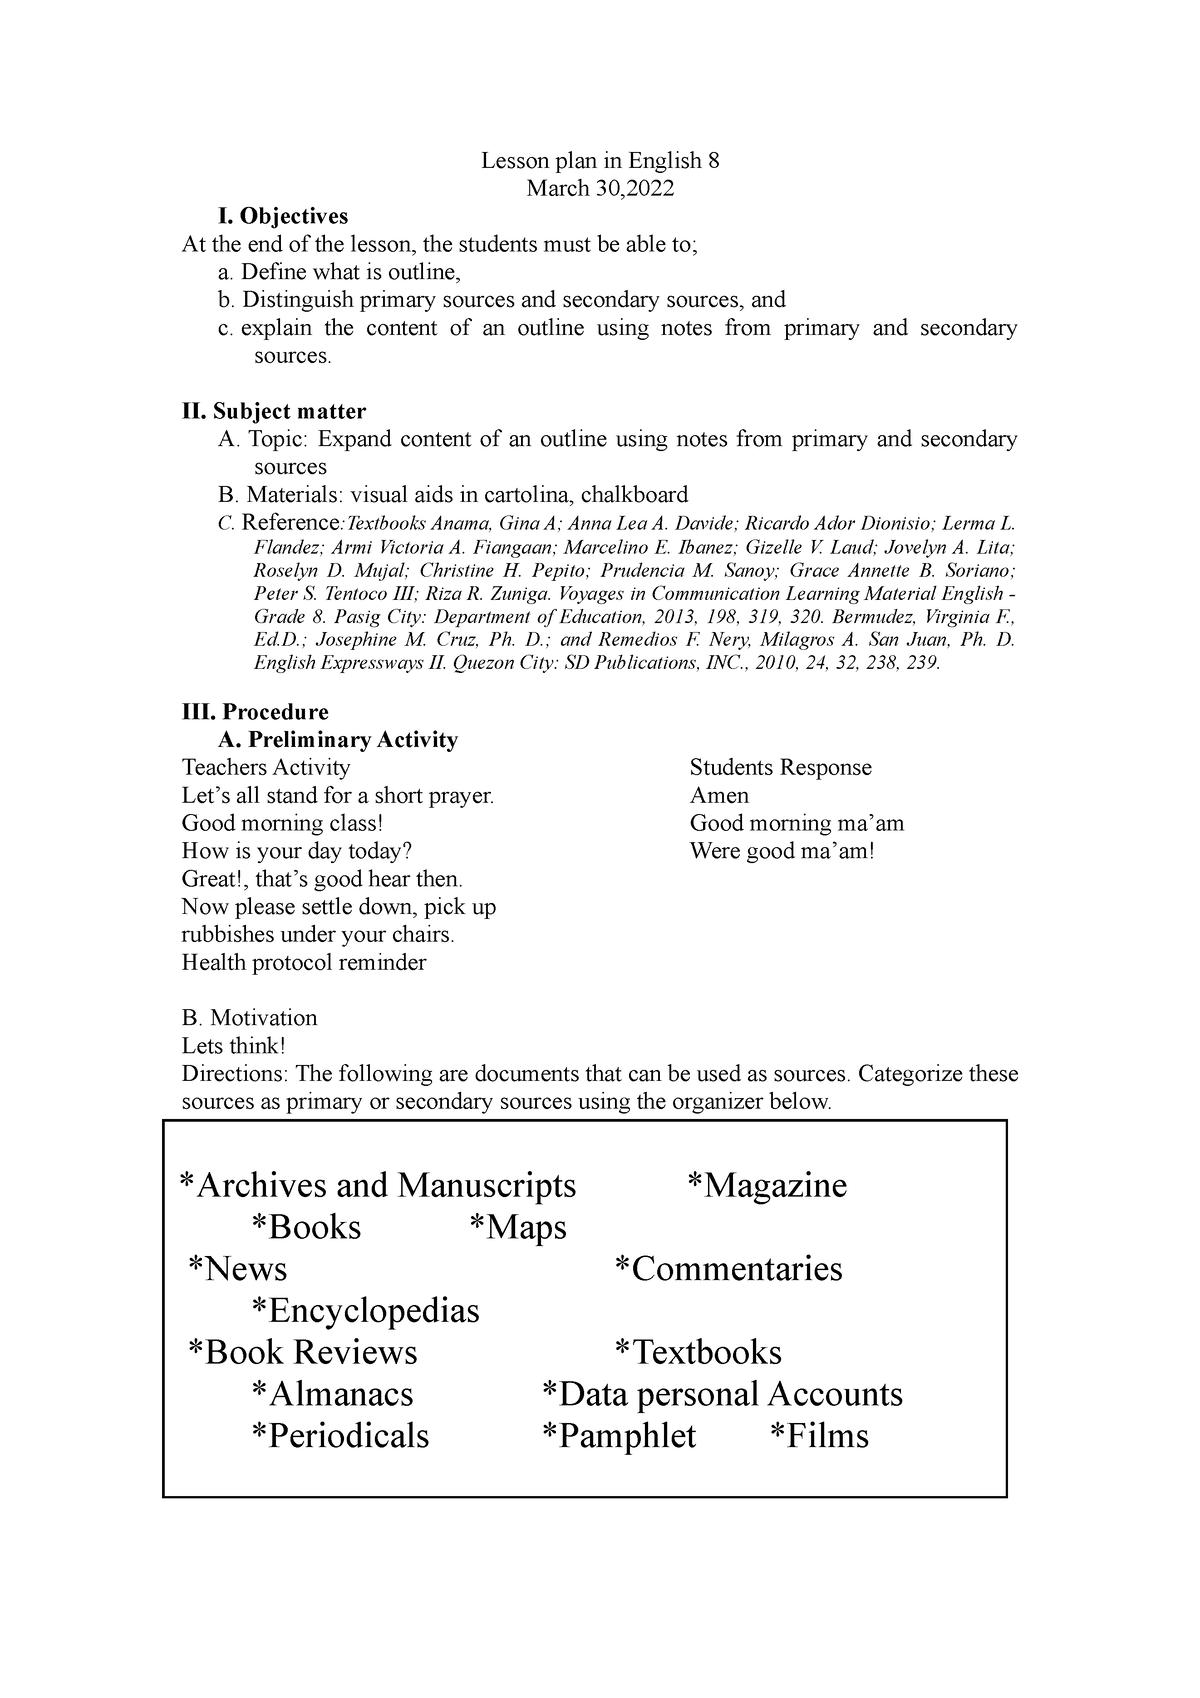 Lesson plan in English 8
March 30,2022
I. Objectives
At the end of the lesson, the students must be able to;
a. Define what is outline,
b. Distinguish primary sources and secondary sources, and
c. explain the content of an outline using notes from primary and secondary
sources.
II. Subject matter
A. Topic: Expand content of an outline using notes from primary and secondary
sources
B. Materials: visual aids in cartolina, chalkboard
C. Reference:Textbooks Anama, Gina A; Anna Lea A. Davide; Ricardo Ador Dionisio; Lerma L.
Flandez; Armi Victoria A. Fiangaan; Marcelino E. Ibanez; Gizelle V. Laud; Jovelyn A. Lita;
Roselyn D. Mujal; Christine H. Pepito; Prudencia M. Sanoy; Grace Annette B. Soriano;
Peter S. Tentoco III; Riza R. Zuniga. Voyages in Communication Learning Material English -
Grade 8. Pasig City: Department of Education, 2013, 198, 319, 320. Bermudez, Virginia F.,
Ed.D.; Josephine M. Cruz, Ph. D.; and Remedios F. Nery, Milagros A. San Juan, Ph. D.
English Expressways II. Quezon City: SD Publications, INC., 2010, 24, 32, 238, 239.
III. Procedure
A. Preliminary Activity
Teachers Activity Students Response
Let’s all stand for a short prayer. Amen
Good morning class! Good morning ma’am
How is your day today? Were good ma’am!
Great!, that’s good hear then.
Now please settle down, pick up
rubbishes under your chairs.
Health protocol reminder
B. Motivation
Lets think!
Directions: The following are documents that can be used as sources. Categorize these
sources as primary or secondary sources using the organizer below.
*Archives and Manuscripts *Magazine
*Books *Maps
*News *Commentaries
*Encyclopedias
*Book Reviews *Textbooks
*Almanacs *Data personal Accounts
*Periodicals *Pamphlet *Films